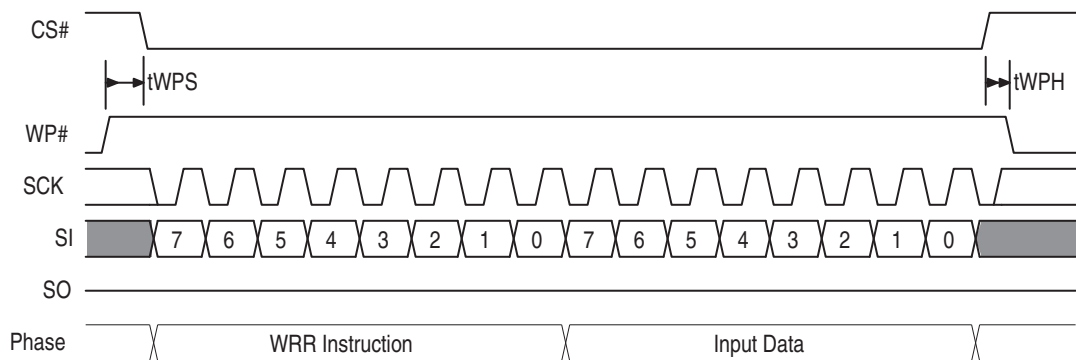 CS#
tWPS
tWPH
WP#
SCK
SI 7 6 5 4 3 2 1 0 7 6 5 4 3 2 1 0
SO
Phase WRR Instruction Input Data